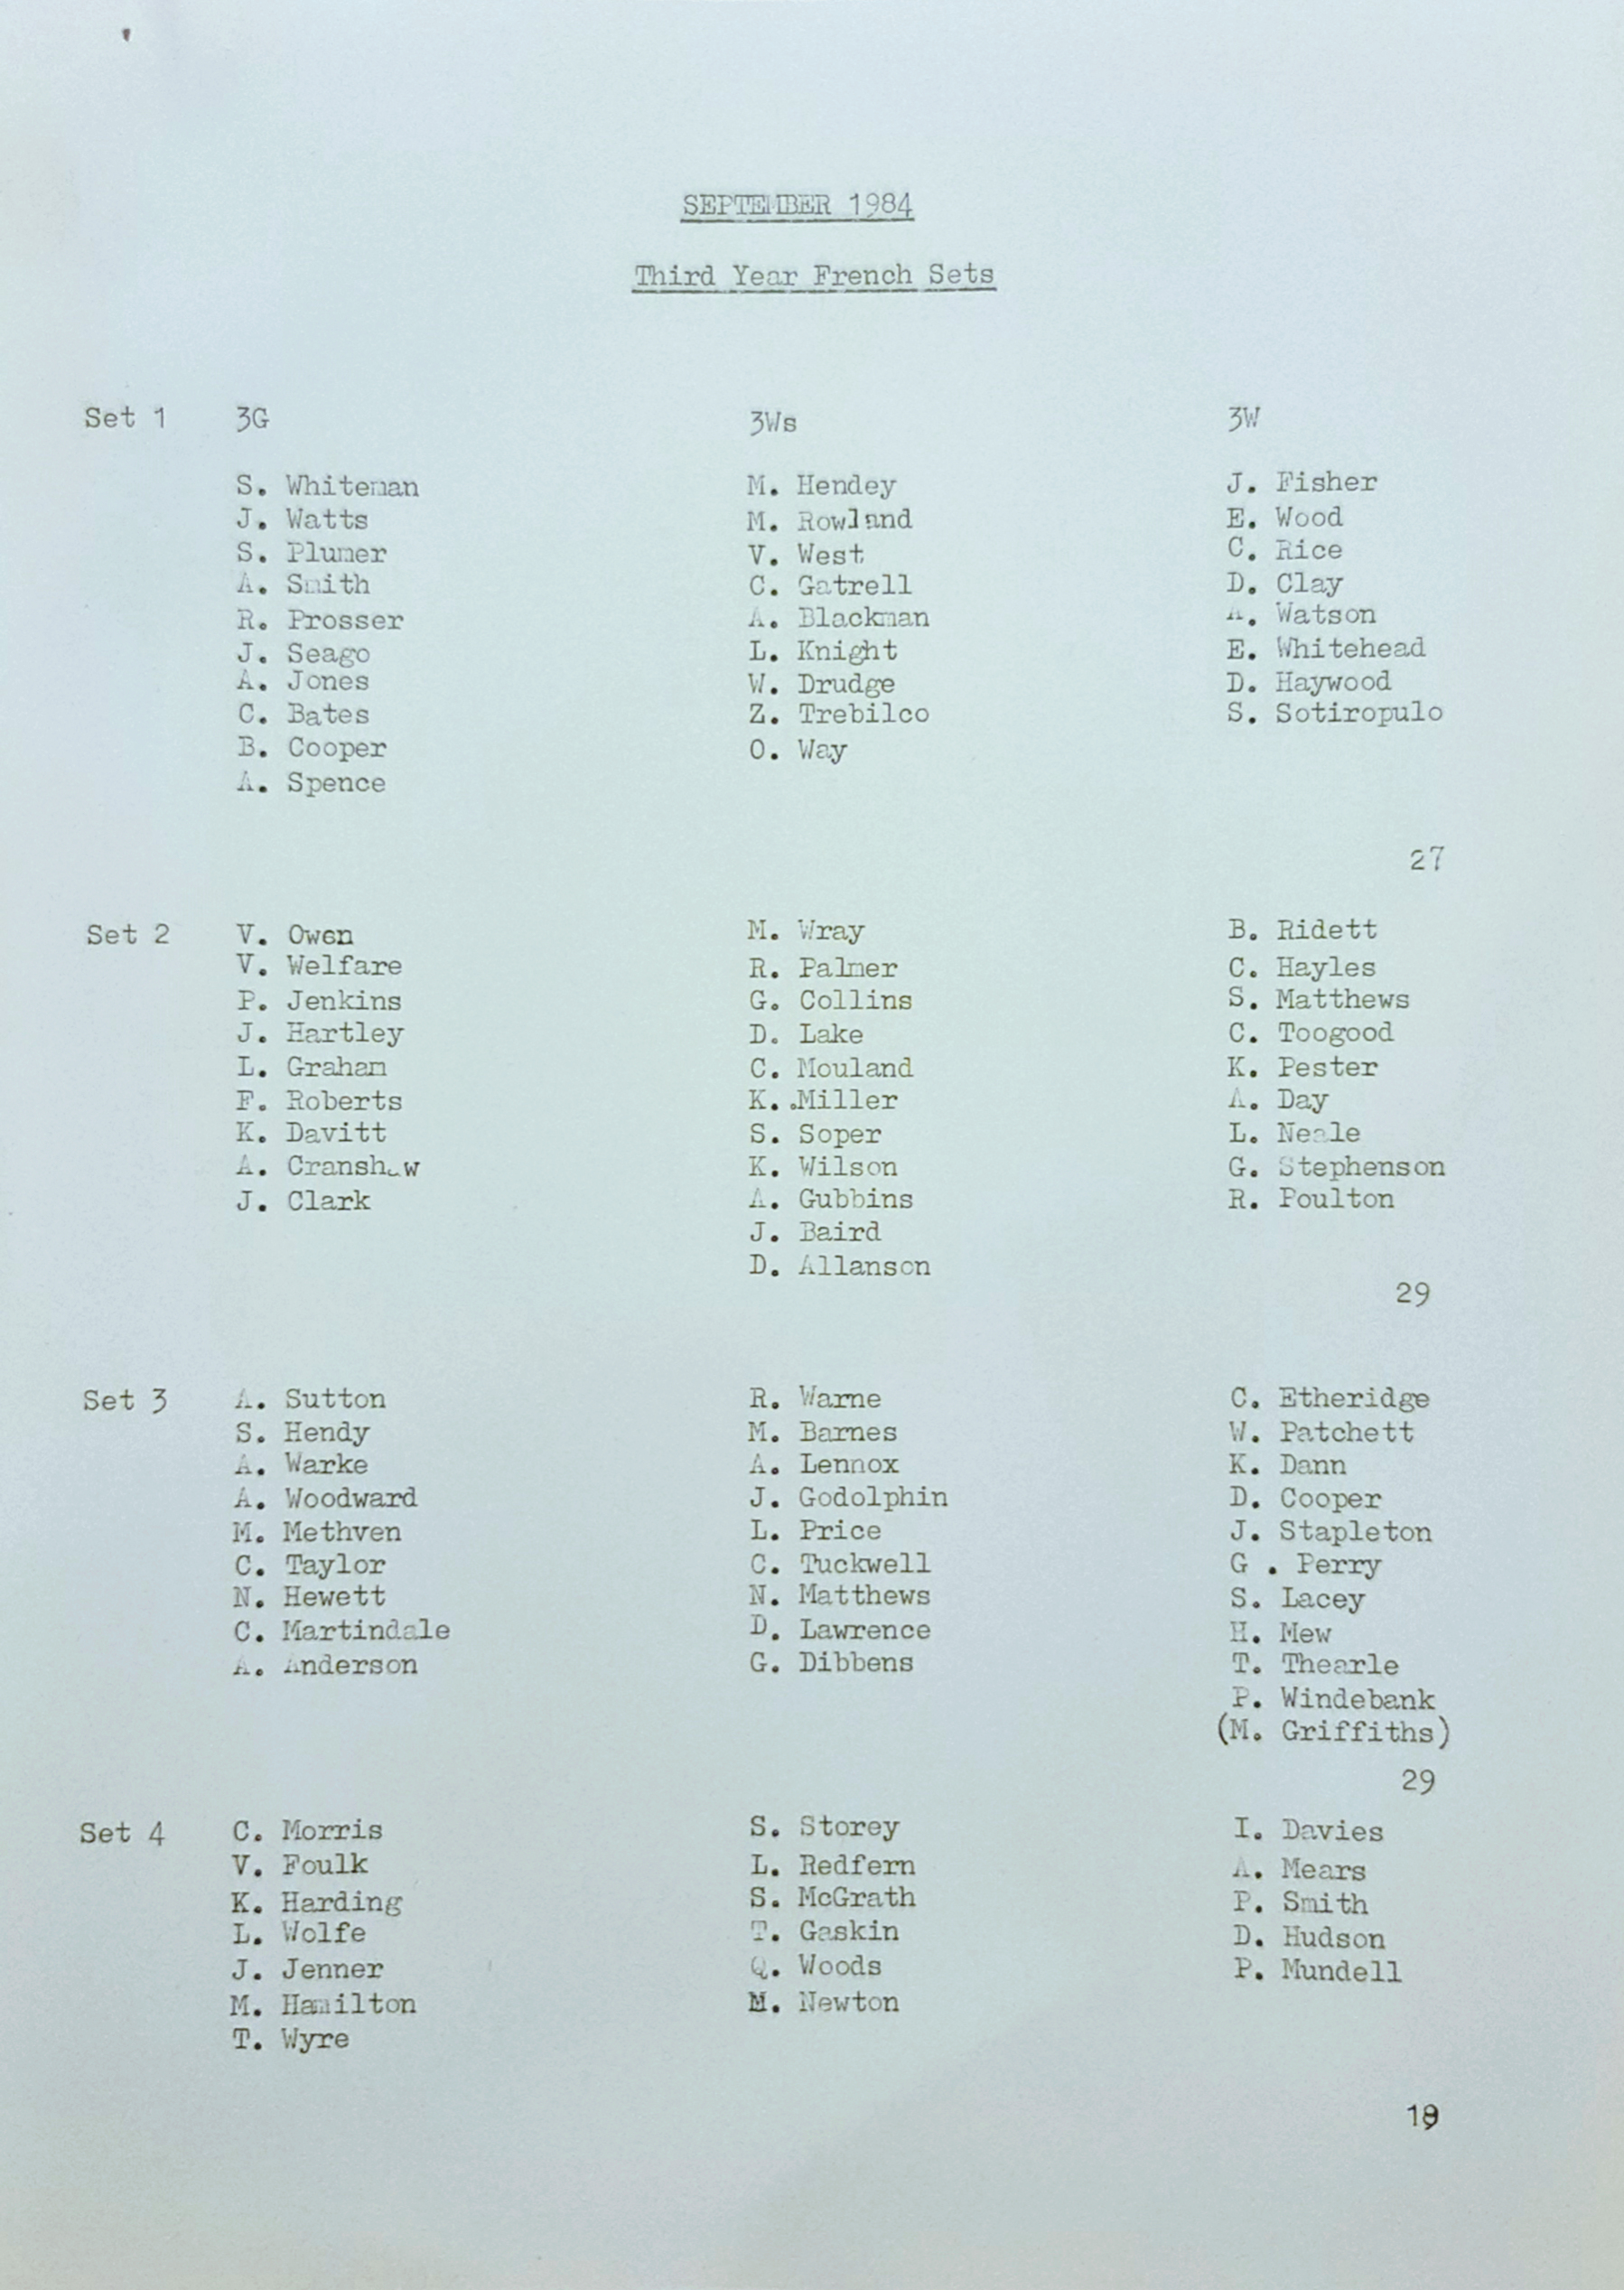 SEPTEMBER 1984
Third Year French Sets
Set 1 3G 3Ws 3W
S. Whiteman M. Hendey J. Fisher
J. Watts M. Rowland E. Wood
S. Plumer V. West C. Rice
A. Smith C. Gatrell D. Clay
R. Prosser A. Blackman A. Watson
J. Seago L. Knight E. Whitehead
A. Jones W. Drudge D. Haywood
C. Bates Z. Trebilco S. Sotiropulo
B. Cooper O. Way
A. Spence
27
Set 2 V. Owen M. Wray B. Ridett
V. Welfare R. Palmer C. Hayles
P. Jenkins G. Collins S. Matthews
J. Hartley D. Lake C. Toogood
L. Graham C. Mouland K. Pester
F. Roberts K. .Miller A. Day
K. Davitt S. Soper L. Neale
A. Cranshaw K. Wilson G. Stephenson
J. Clark A. Gubbins R. Poulton
J. Baird
D. Allanson
29
Set 3 A. Sutton R. Warne C. Etheridge
S. Hendy M. Barnes W. Patchett
A. Warke A. Lennox K. Dann
A. Woodward J. Godolphin D. Cooper
M. Methven L. Price J. Stapleton
C. Taylor C. Tuckwell G . Perry
N. Hewett N. Matthews S. Lacey
C. Martindale D. Lawrence H. Mew
A. Anderson G. Dibbens T. Thearle
P. Windebank
(M. Griffiths)
29
Set 4 C. Morris S. Storey I. Davies
V. Foulk L. Redfern A. Mears
K. Harding S. McGrath P. Smith
L. Wolfe T. Gaskin D. Hudson
J. Jenner Q. Woods P. Mundell
M. Hamilton M. Newton
T. Wyre